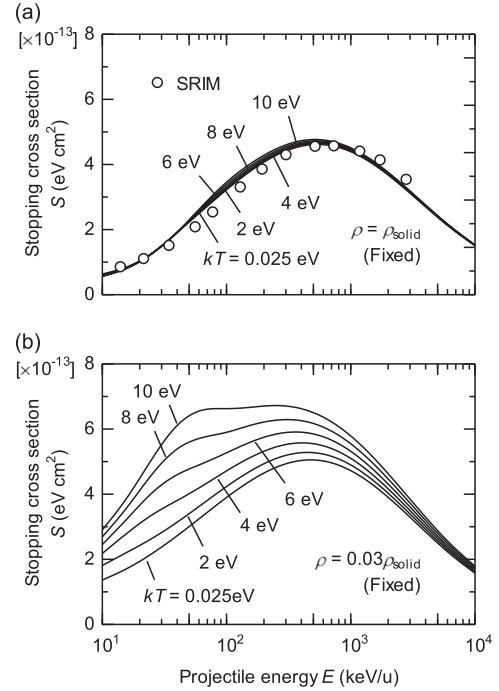 (a)
[×10⁻¹³]
8
6
4
2
0
Stopping cross section
S (eV cm²)
SRIM
10 eV
8 eV
6 eV
4 eV
2 eV
kT = 0.025 eV
ρ = ρsolid
(Fixed)
(b)
[×10⁻¹³]
8
6
4
2
0
Stopping cross section
S (eV cm²)
10 eV
8 eV
6 eV
4 eV
2 eV
kT = 0.025eV
ρ = 0.03ρsolid
(Fixed)
10¹ 10² 10³ 10⁴
Projectile energy E (keV/u)